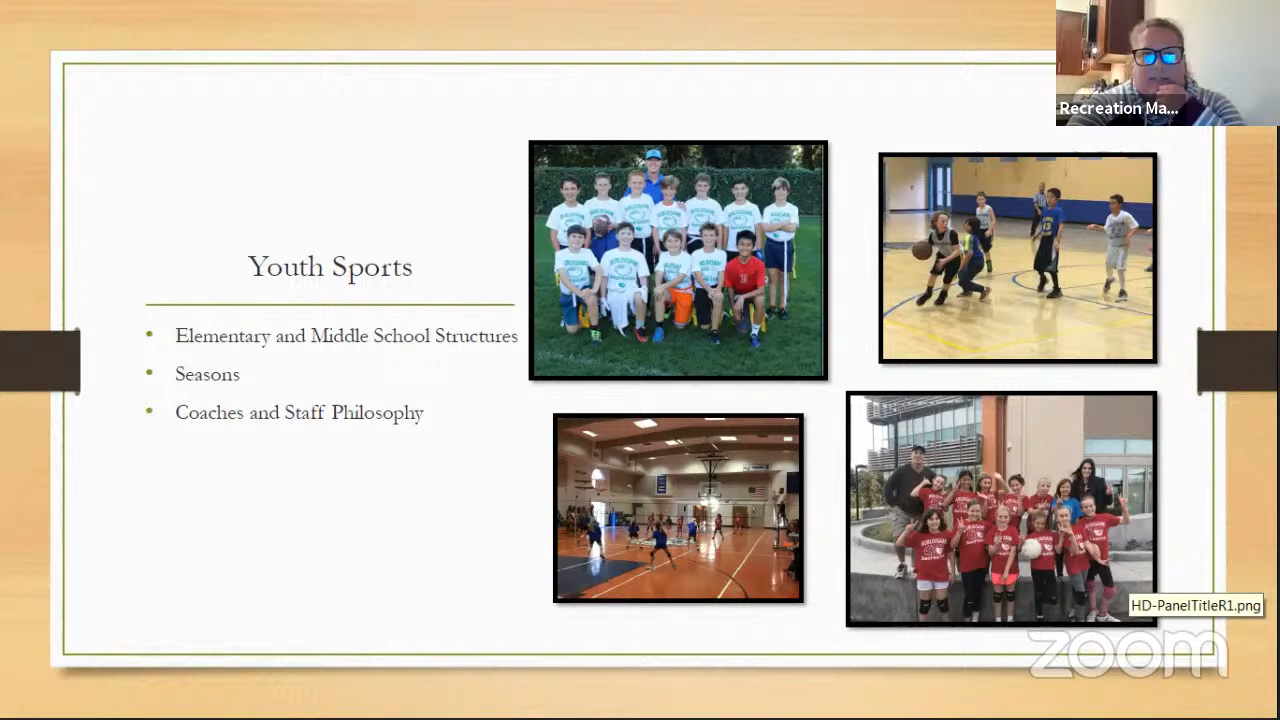 Recreation Ma...
Youth Sports
• Elementary and Middle School Structures
• Seasons
• Coaches and Staff Philosophy
HD-PanelTitleR1.png
zoom